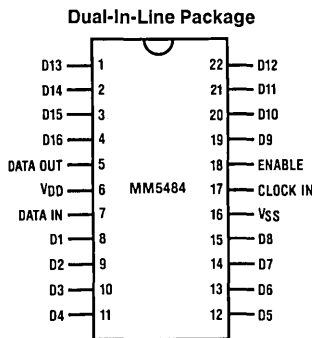 Dual-In-Line Package
D13 1 22 D12
D14 2 21 D11
D15 3 20 D10
D16 4 19 D9
DATA OUT 5 18 ENABLE
VDD 6 MM5484 17 CLOCK IN
DATA IN 7 16 VSS
D1 8 15 D8
D2 9 14 D7
D3 10 13 D6
D4 11 12 D5